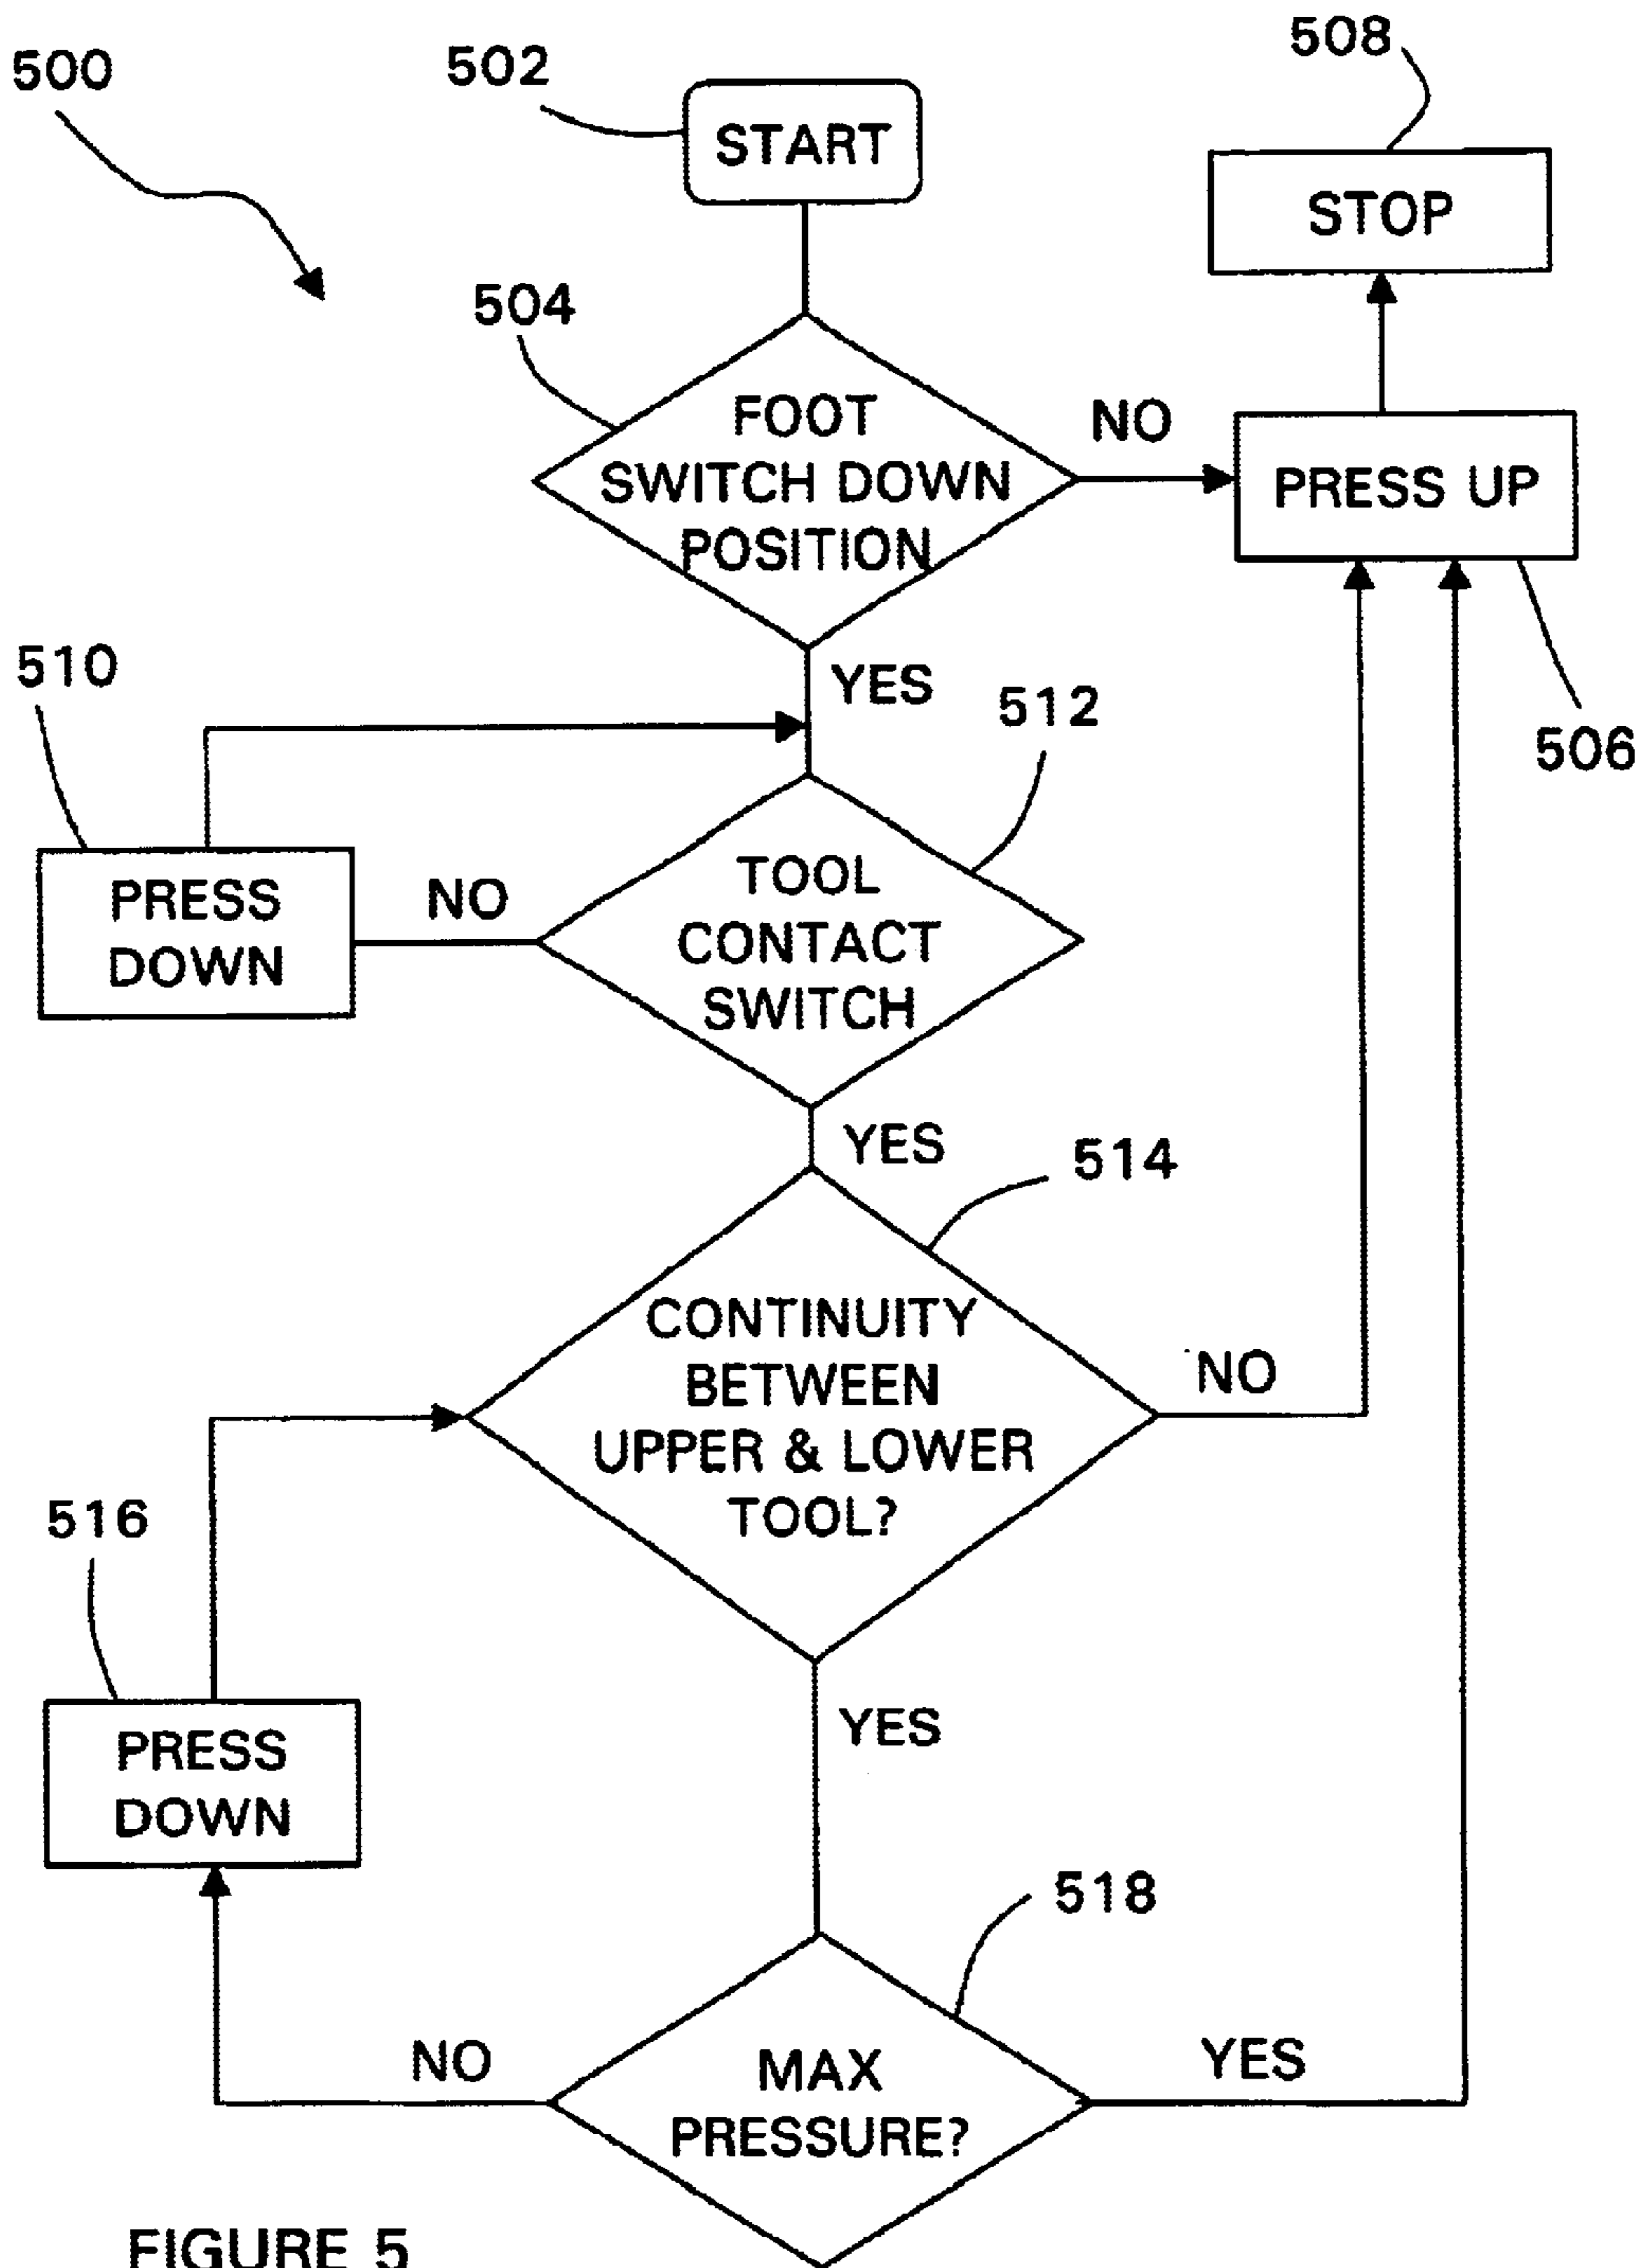 500
502
START
508
STOP
504
FOOT
SWITCH DOWN
POSITION
NO
PRESS UP
506
YES
510
PRESS
DOWN
NO
512
TOOL
CONTACT
SWITCH
YES
514
CONTINUITY
BETWEEN
UPPER & LOWER
TOOL?
NO
516
PRESS
DOWN
YES
518
NO
MAX
PRESSURE?
YES
FIGURE 5